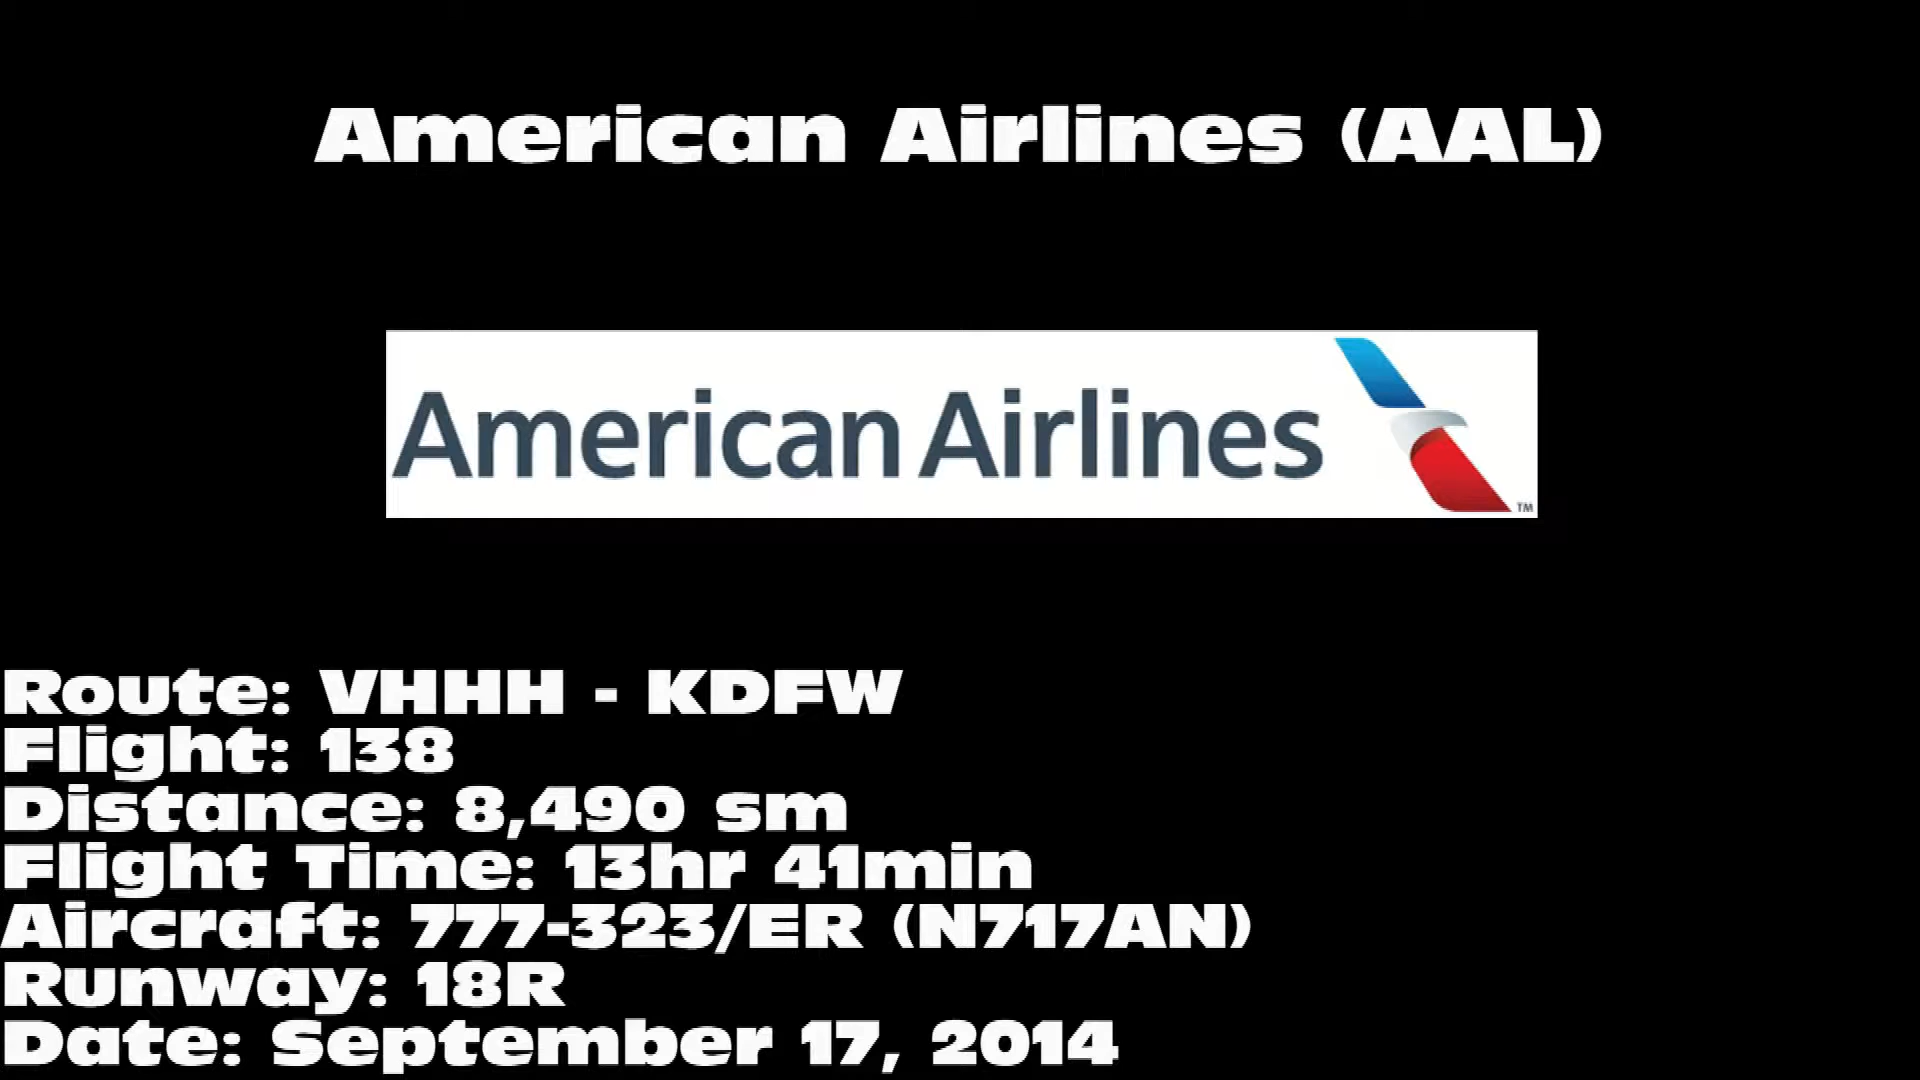 American Airlines (AAL)
American Airlines
TM
Route: VHHH - KDFW
Flight: 138
Distance: 8,490 sm
Flight Time: 13hr 41min
Aircraft: 777-323/ER (N717AN)
Runway: 18R
Date: September 17, 2014